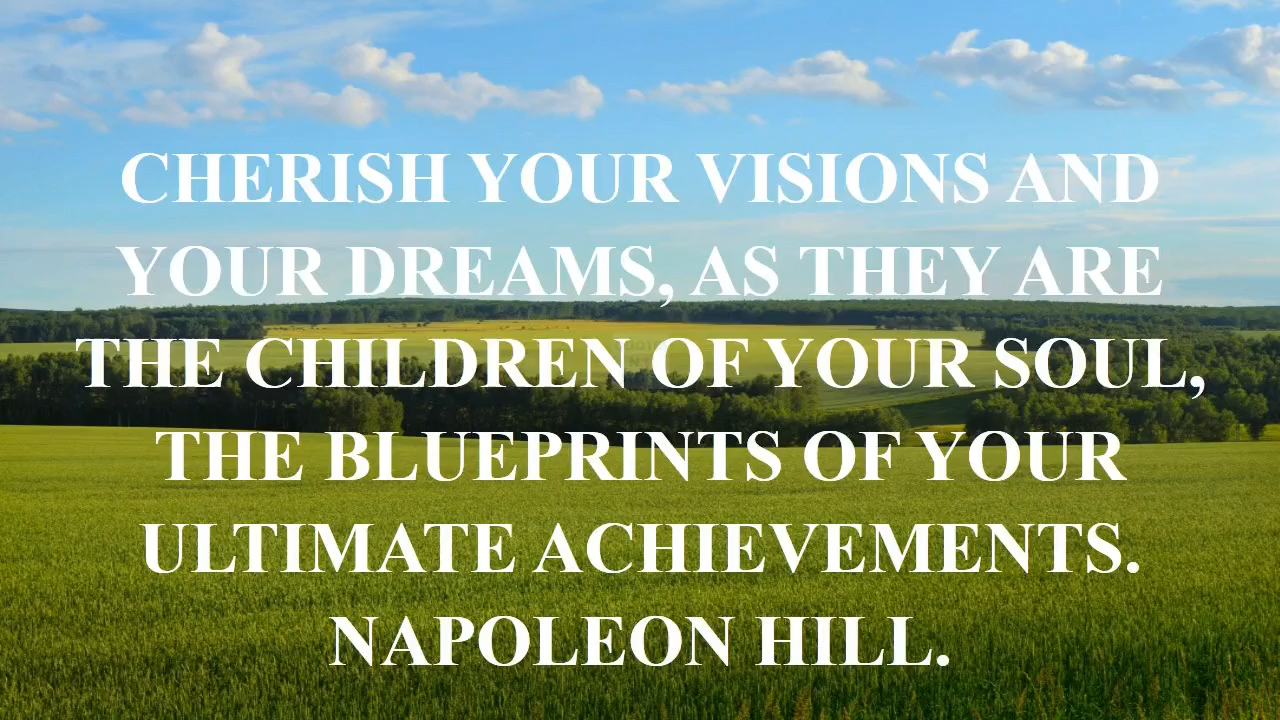 CHERISH YOUR VISIONS AND
YOUR DREAMS, AS THEY ARE
THE CHILDREN OF YOUR SOUL,
THE BLUEPRINTS OF YOUR
ULTIMATE ACHIEVEMENTS.
NAPOLEON HILL.